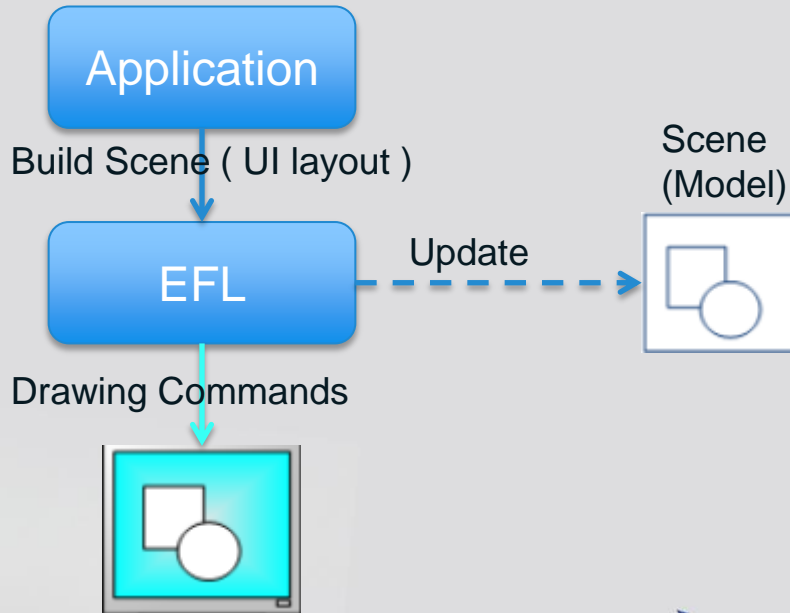 Application
Build Scene ( UI layout )
Scene
(Model)
EFL
Update
Drawing Commands